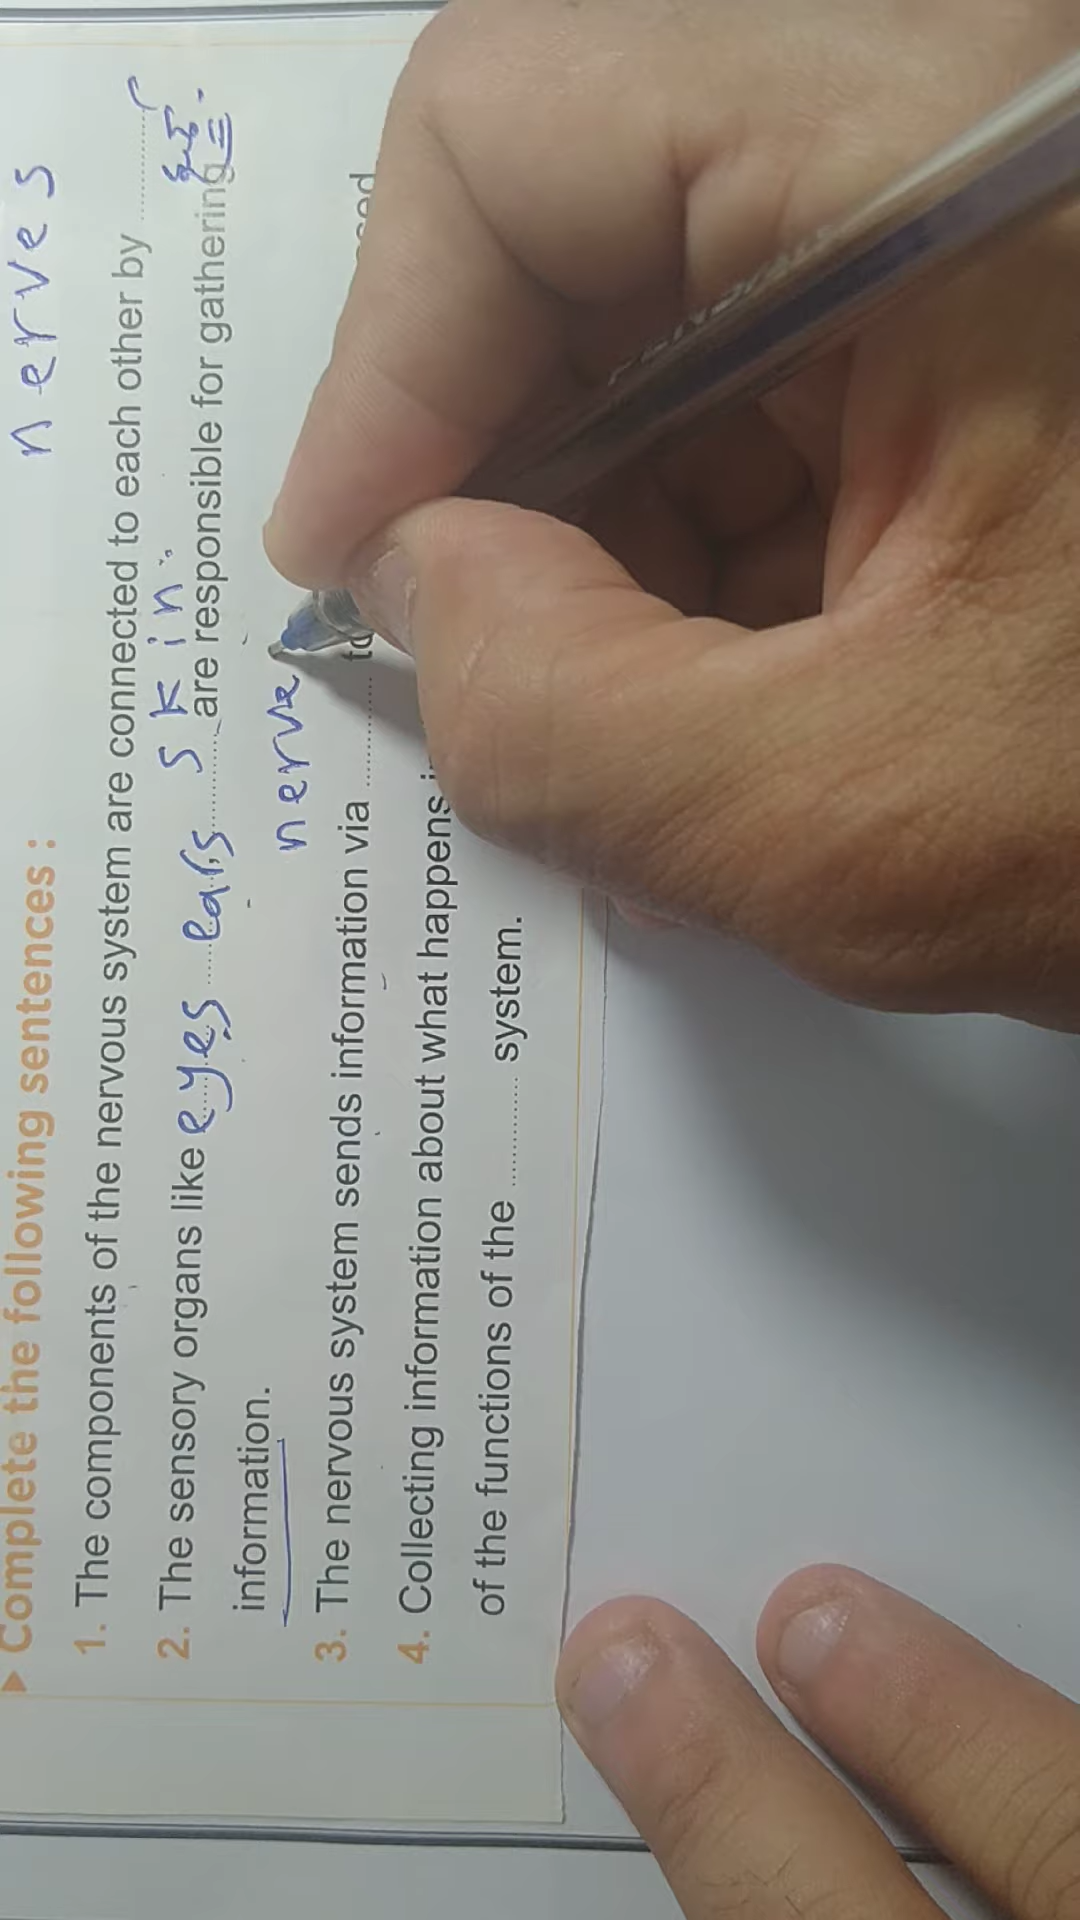 nerves
Complete the following sentences :
1. The components of the nervous system are connected to each other by ..............
skin.
2. The sensory organs like eyes ears are responsible for gathering
information.
nerve
3. The nervous system sends information via .............. to
4. Collecting information about what happens
of the functions of the .............. system.